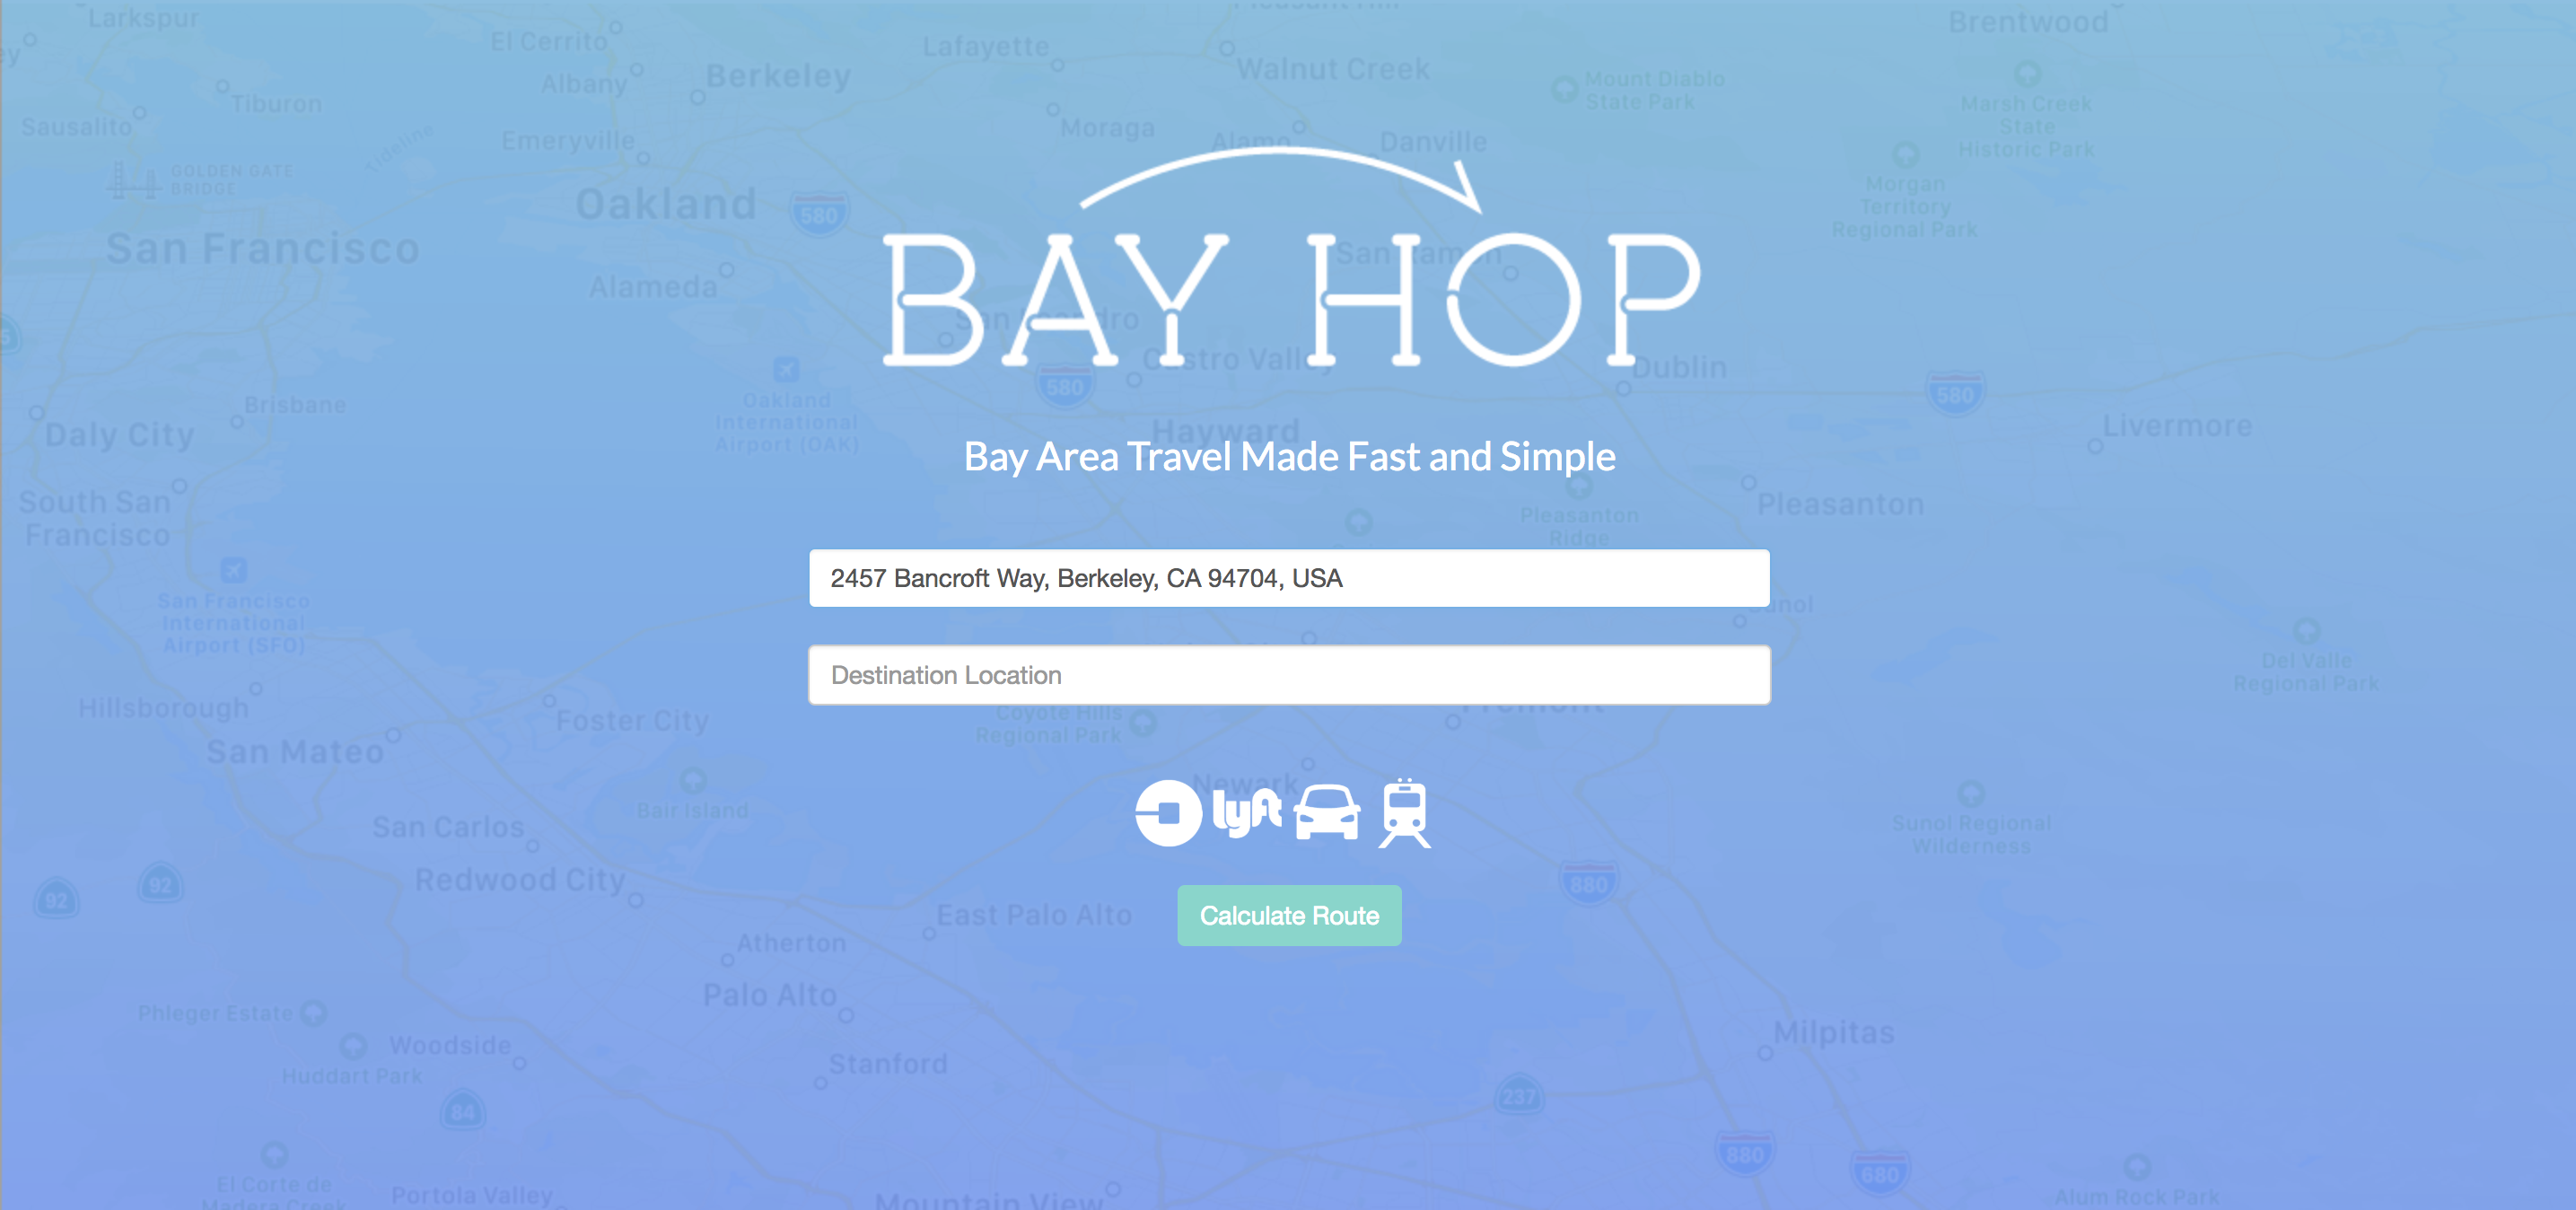 Larkspur
El Cerrito
Lafayette
Brentwood
Albany
Berkeley
Walnut Creek
Mount Diablo
State Park
Tiburon
Marsh Creek
State
Historic Park
Sausalito
Tideline
Emeryville
Moraga
Alamo
Danville
GOLDEN GATE
BRIDGE
Morgan
Territory
Regional Park
Oakland
580
San Francisco
Alameda
BAY HOP
Castro Valley
Dublin
580
580
Livermore
Oakland
International
Airport (OAK)
Brisbane
Daly City
Hayward
Bay Area Travel Made Fast and Simple
South San
Francisco
Pleasanton
Ridge
Pleasanton
2457 Bancroft Way, Berkeley, CA 94704, USA
San Francisco
International
Airport (SFO)
Destination Location
Del Valle
Regional Park
Hillsborough
Foster City
Coyote Hills
Regional Park
San Mateo
Newark
lyft
Bair Island
San Carlos
Sunol Regional
Wilderness
Redwood City
92
92
880
East Palo Alto
Calculate Route
Atherton
Palo Alto
Phleger Estate
Woodside
Huddart Park
Stanford
Milpitas
84
237
880
680
El Corte de
Madera Creek
Portola Valley
Mountain View
Alum Rock Park